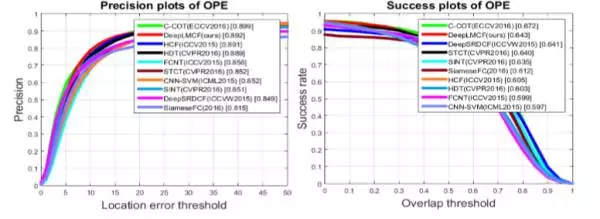 Precision plots of OPE
Precision
1
0.9
0.8
0.7
0.6
0.5
0.4
0.3
0.2
0.1
0
C-COT(ECCV2016) [0.899]
DeepLMCF(ours) [0.892]
HCF(ICCV2015) [0.891]
HDT(CVPR2016) [0.889]
FCNT(ICCV2015) [0.856]
STCT(CVPR2016) [0.852]
CNN-SVM(ICML2015) [0.852]
SINT(CVPR2016) [0.851]
DeepSRDCF(ICCVW2015) [0.849]
SiameseFC(2016) [0.815]
0 5 10 15 20 25 30 35 40 45 50
Location error threshold
Success plots of OPE
Success rate
1
0.9
0.8
0.7
0.6
0.5
0.4
0.3
0.2
0.1
0
C-COT(ECCV2016) [0.672]
DeepLMCF(ours) [0.643]
DeepSRDCF(ICCVW2015) [0.641]
STCT(CVPR2016) [0.640]
SINT(CVPR2016) [0.635]
SiameseFC(2016) [0.612]
HCF(ICCV2015) [0.605]
HDT(CVPR2016) [0.603]
FCNT(ICCV2015) [0.599]
CNN-SVM(ICML2015) [0.597]
0 0.1 0.2 0.3 0.4 0.5 0.6 0.7 0.8 0.9 1
Overlap threshold